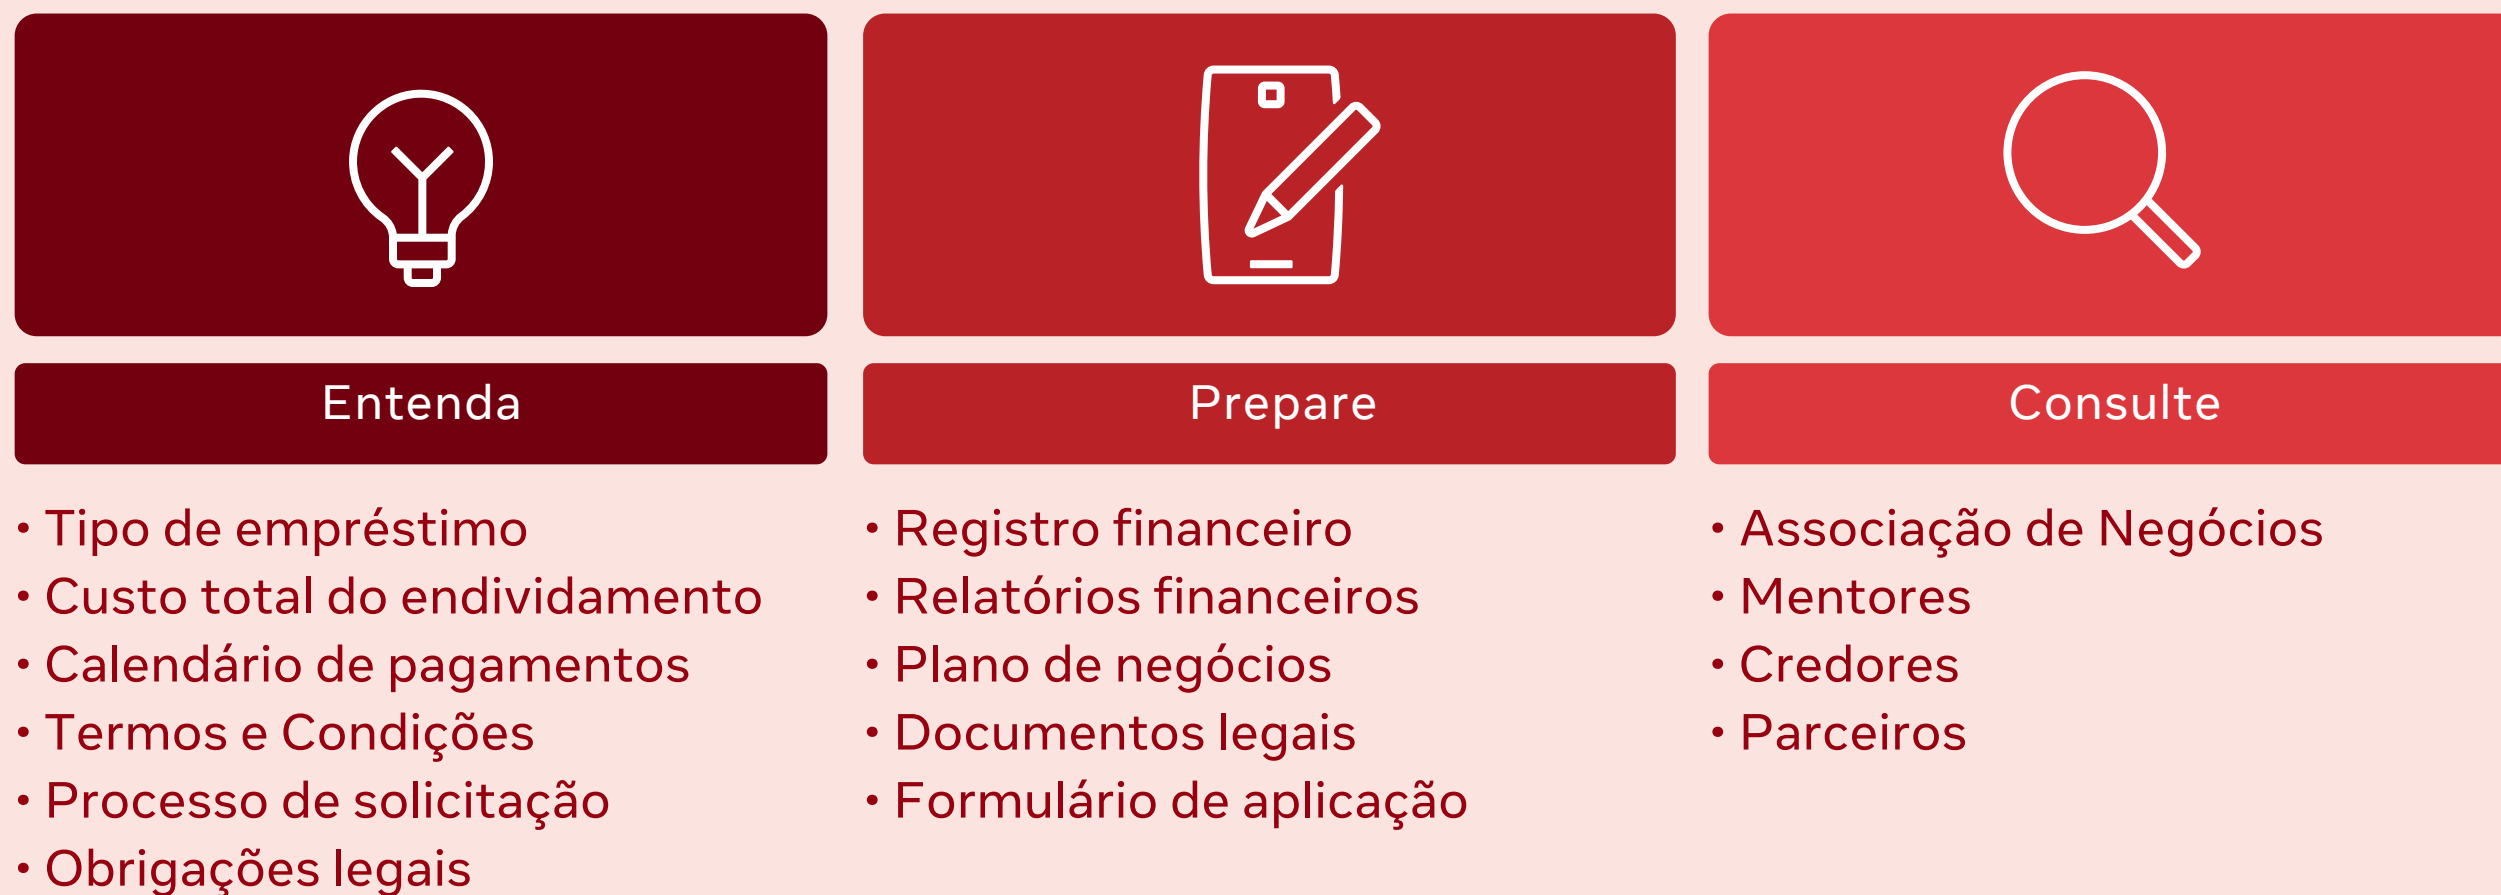 Entenda
• Tipo de empréstimo
• Custo total do endividamento
• Calendário de pagamentos
• Termos e Condições
• Processo de solicitação
• Obrigações legais
Prepare
• Registro financeiro
• Relatórios financeiros
• Plano de negócios
• Documentos legais
• Formulário de aplicação
Consulte
• Associação de Negócios
• Mentores
• Credores
• Parceiros